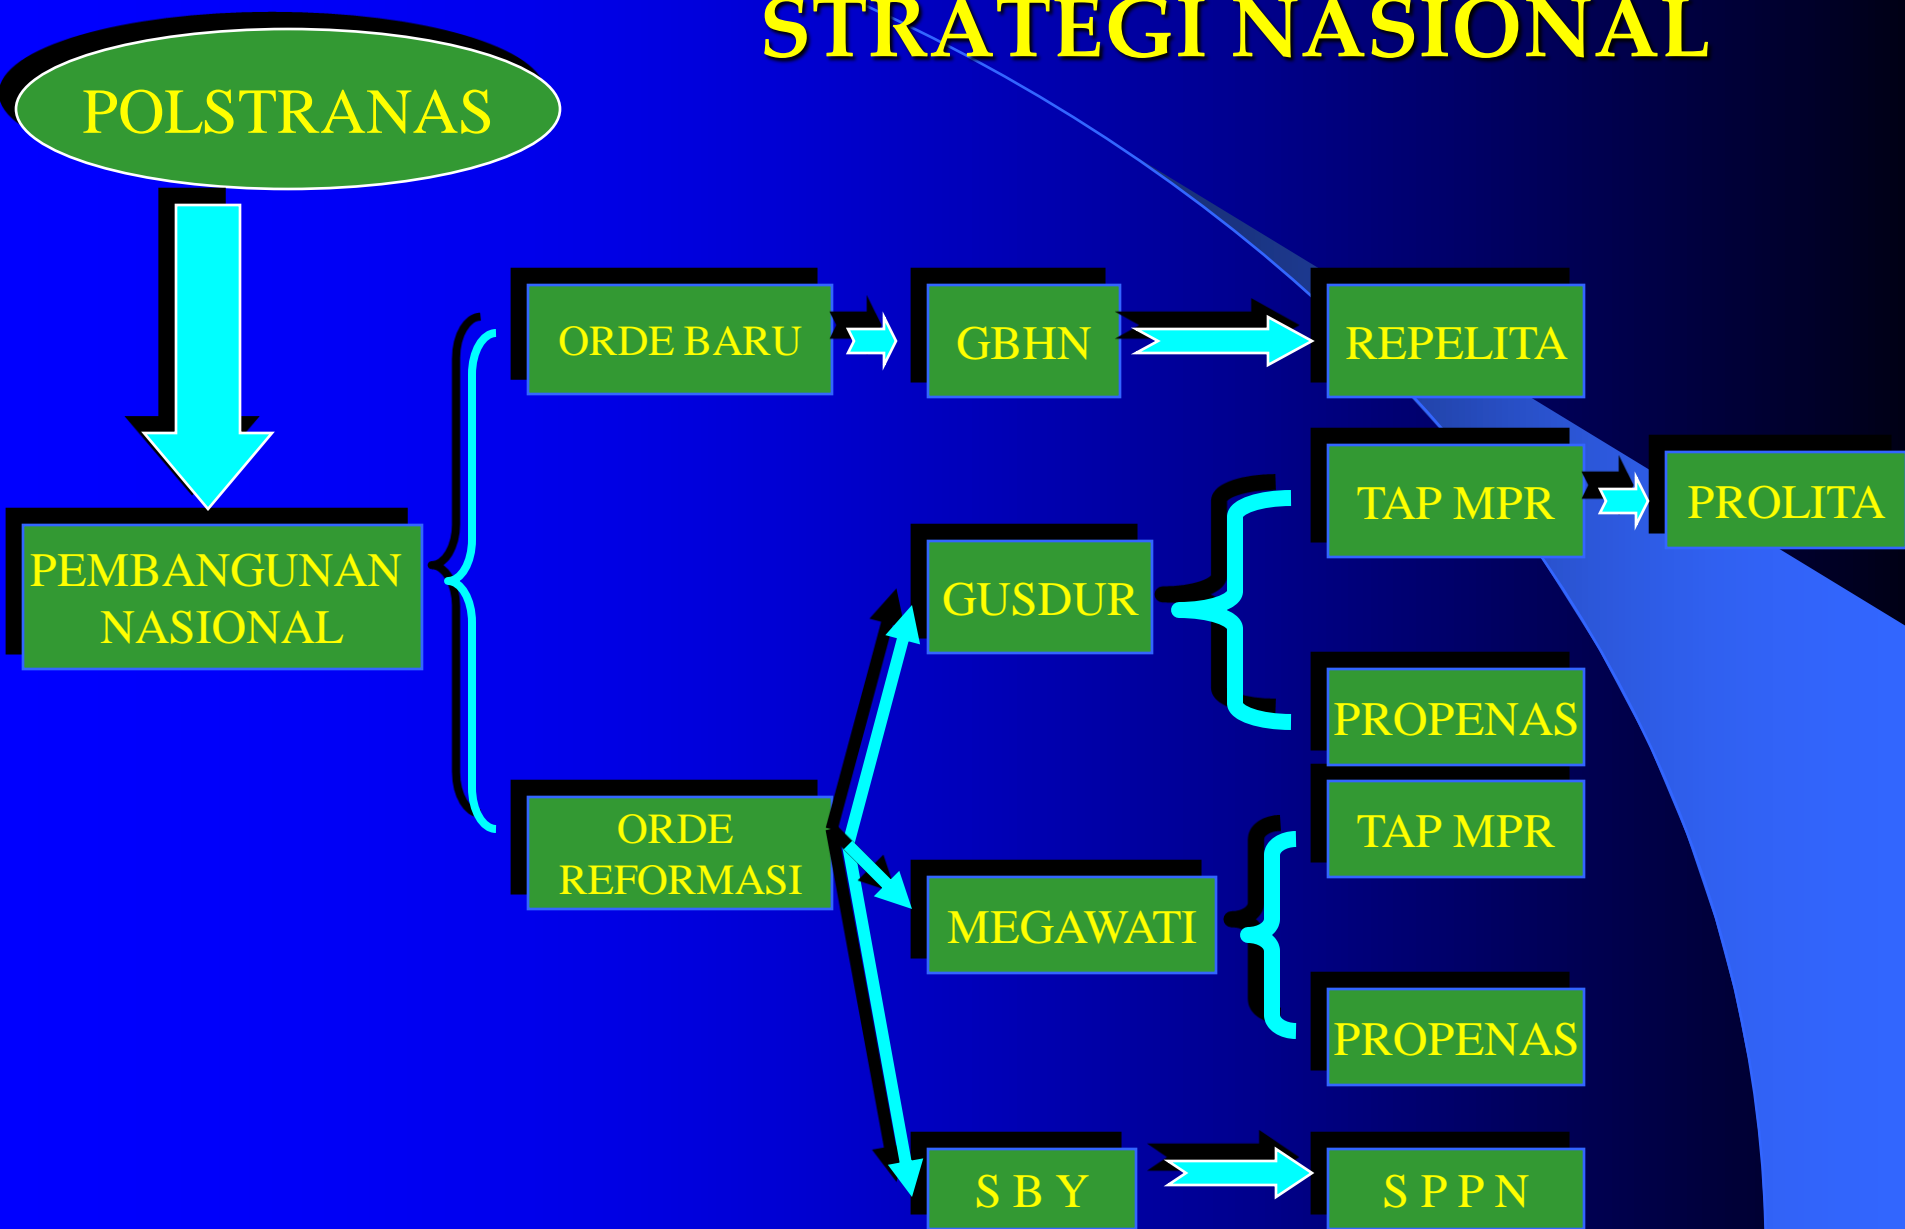 STRATEGI NASIONAL
POLSTRANAS
PEMBANGUNAN
NASIONAL
ORDE BARU
GBHN
REPELITA
ORDE
REFORMASI
GUSDUR
TAP MPR
PROLITA
PROPENAS
MEGAWATI
TAP MPR
PROPENAS
S B Y
S P P N